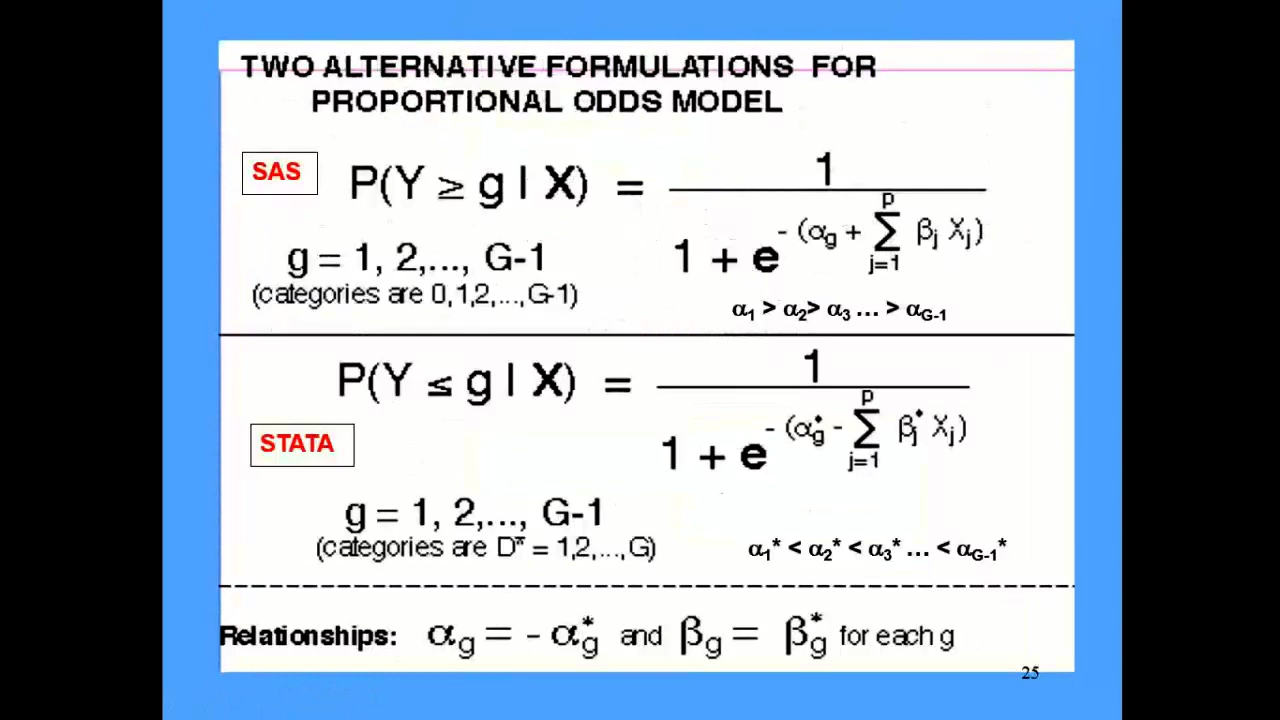 TWO ALTERNATIVE FORMULATIONS FOR
PROPORTIONAL ODDS MODEL
SAS
P(Y ≥ g | X) = 1 / 1 + e^-(αg + Σ_{j=1}^{p} βj Xj)
g = 1, 2,..., G-1
(categories are 0,1,2,...,G-1)
α1 > α2> α3 ... > αG-1
P(Y ≤ g | X) = 1 / 1 + e^-(αg* - Σ_{j=1}^{p} βj* Xj)
STATA
g = 1, 2,..., G-1
(categories are D* = 1,2,...,G)
α1* < α2* < α3* ... < αG-1*
Relationships: αg = - αg* and βg = βg* for each g
25